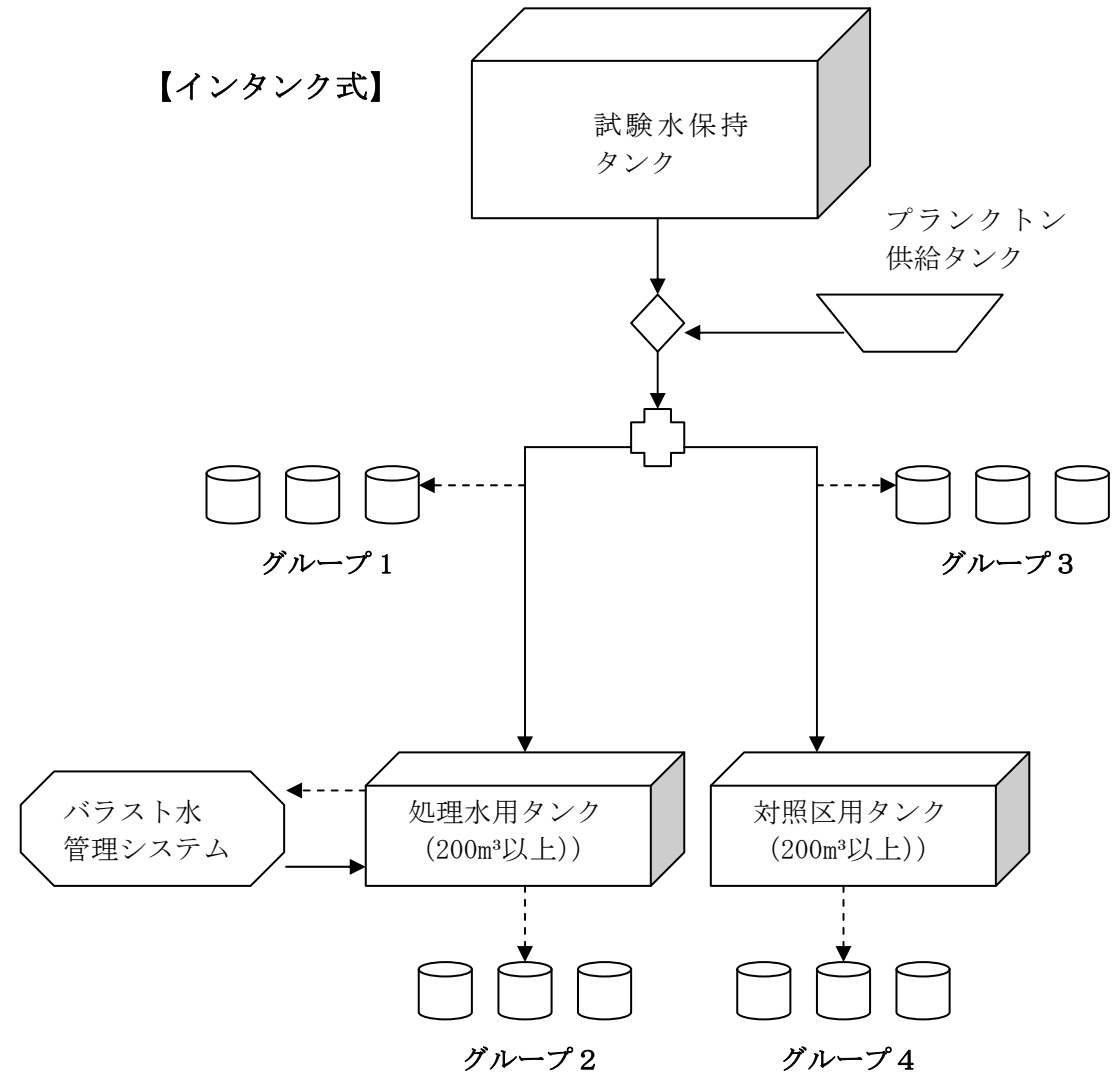 【インタンク式】
試験水保持
タンク
プランクトン
供給タンク
グループ１
グループ３
バラスト水
管理システム
処理水用タンク
(200m³以上))
対照区用タンク
(200m³以上))
グループ２
グループ４